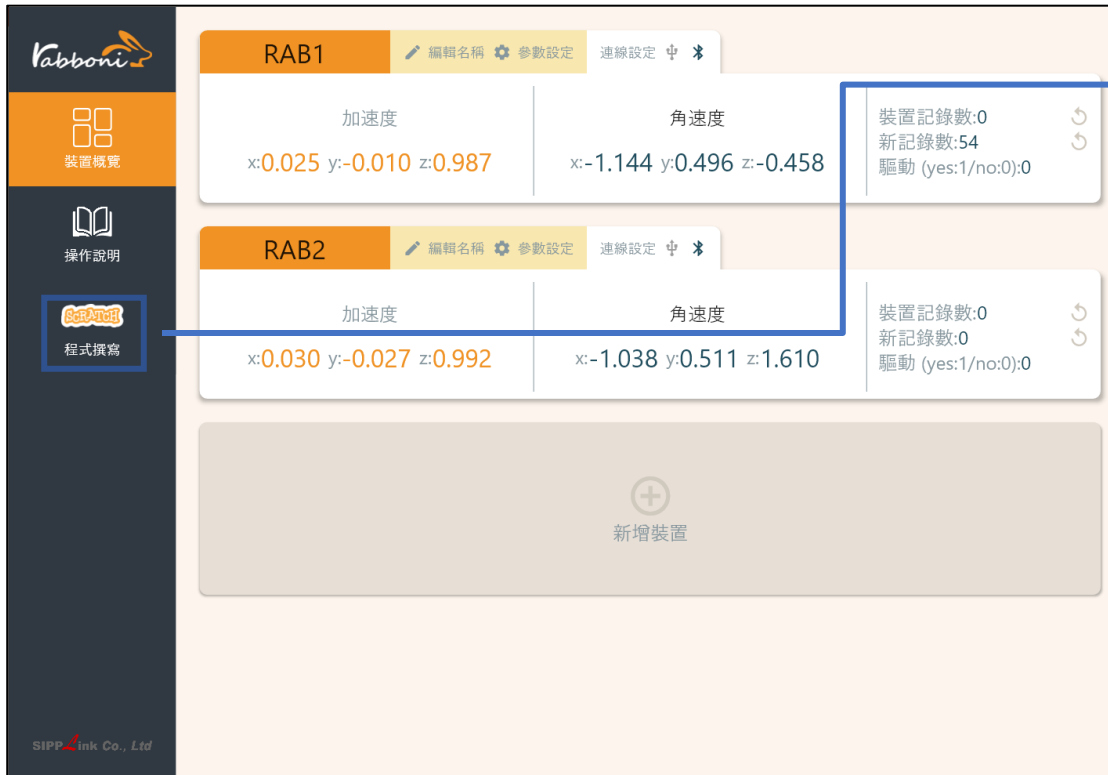 rabboni
裝置概覽
操作說明
SCRATCH
程式撰寫
SIPPLink Co., Ltd
RAB1 編輯名稱 參數設定 連線設定
加速度
x:0.025 y:-0.010 z:0.987
角速度
x:-1.144 y:0.496 z:-0.458
裝置記錄數:0
新記錄數:54
驅動 (yes:1/no:0):0
RAB2 編輯名稱 參數設定 連線設定
加速度
x:0.030 y:-0.027 z:0.992
角速度
x:-1.038 y:0.511 z:1.610
裝置記錄數:0
新記錄數:0
驅動 (yes:1/no:0):0
新增裝置